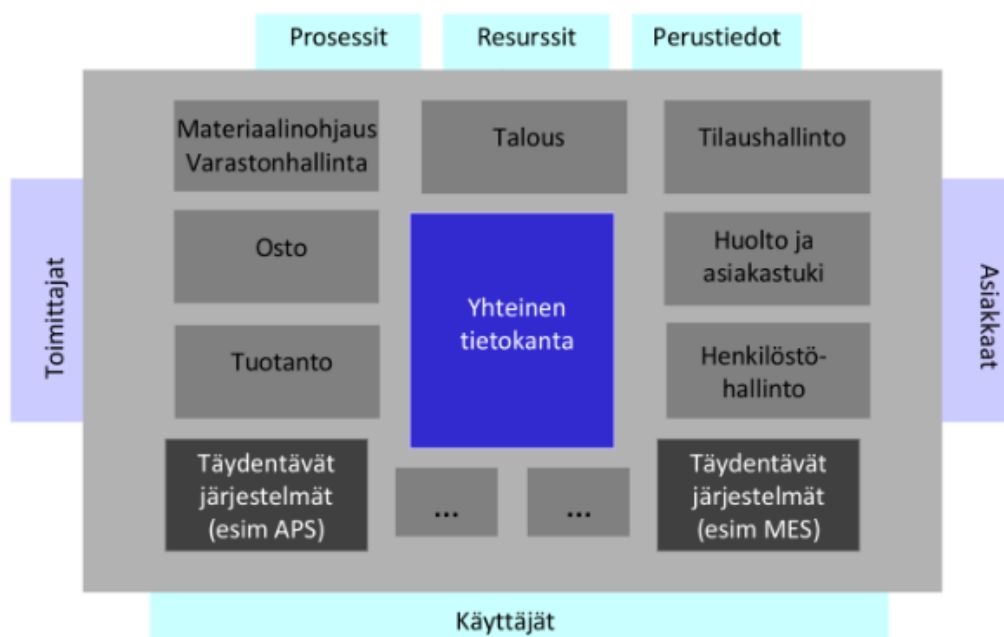 Prosessit
Resurssit
Perustiedot
Materiaalinohjaus
Varastonhallinta
Talous
Tilaushallinto
Toimittajat
Osto
Yhteinen
tietokanta
Huolto ja
asiakastuki
Asiakkaat
Tuotanto
Henkilöstö-
hallinto
Täydentävät
järjestelmät
(esim APS)
...
...
Täydentävät
järjestelmät
(esim MES)
Käyttäjät